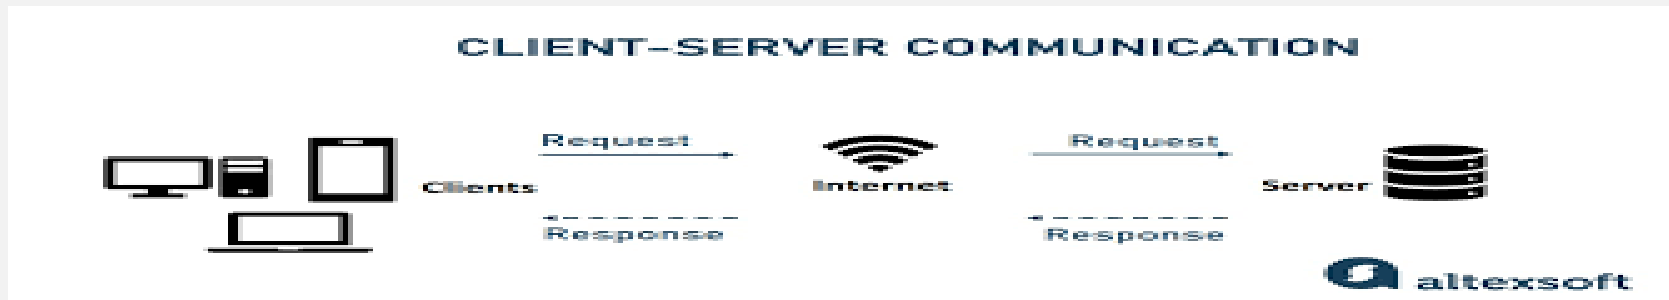 CLIENT-SERVER COMMUNICATION
Request
Request
Clients
Internet
Server
Response
Response
altexsoft